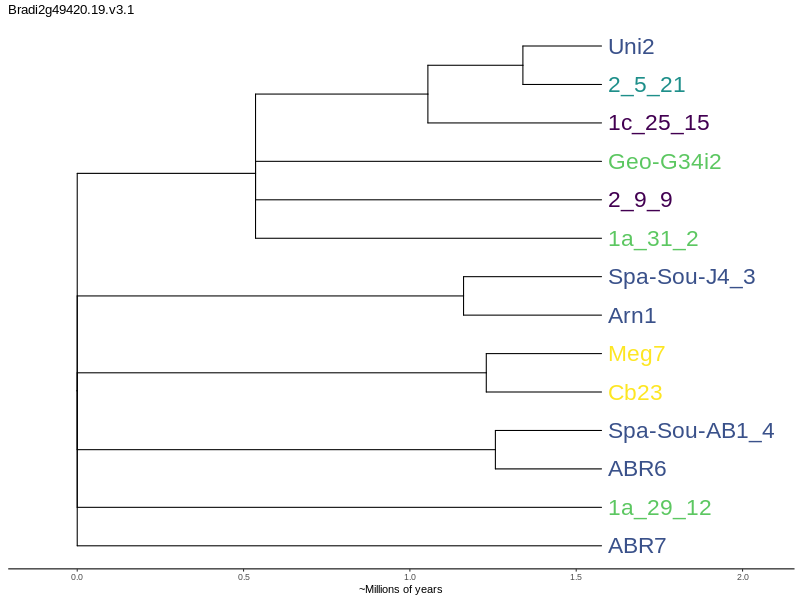 Bradi2g49420.19.v3.1
Uni2
2_5_21
1c_25_15
Geo-G34i2
2_9_9
1a_31_2
Spa-Sou-J4_3
Arn1
Meg7
Cb23
Spa-Sou-AB1_4
ABR6
1a_29_12
ABR7
0.0 0.5 1.0 1.5 2.0
~Millions of years